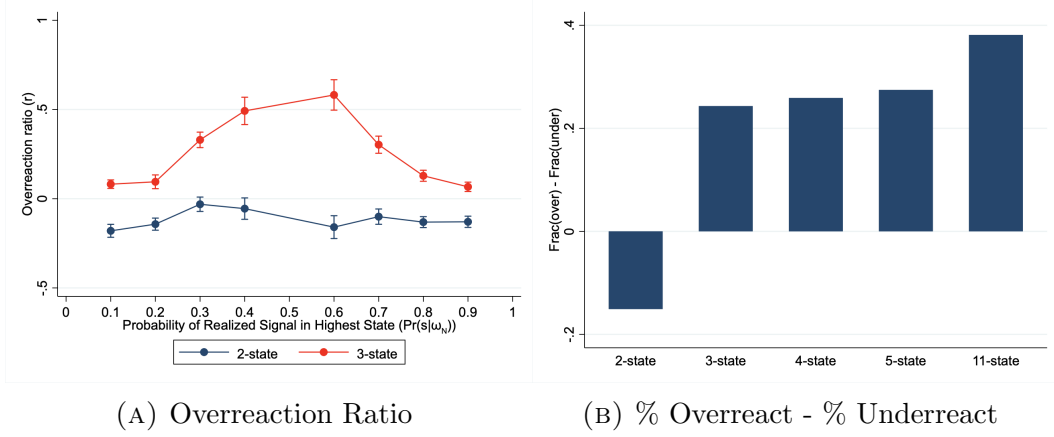 1
.5
0
-.5
Overreaction ratio (r)
0 0.1 0.2 0.3 0.4 0.5 0.6 0.7 0.8 0.9 1
Probability of Realized Signal in Highest State (Pr(s|ω_N))
2-state 3-state
(A) Overreaction Ratio
.4
.2
0
-.2
Frac(over) - Frac(under)
2-state 3-state 4-state 5-state 11-state
(B) % Overreact - % Underreact